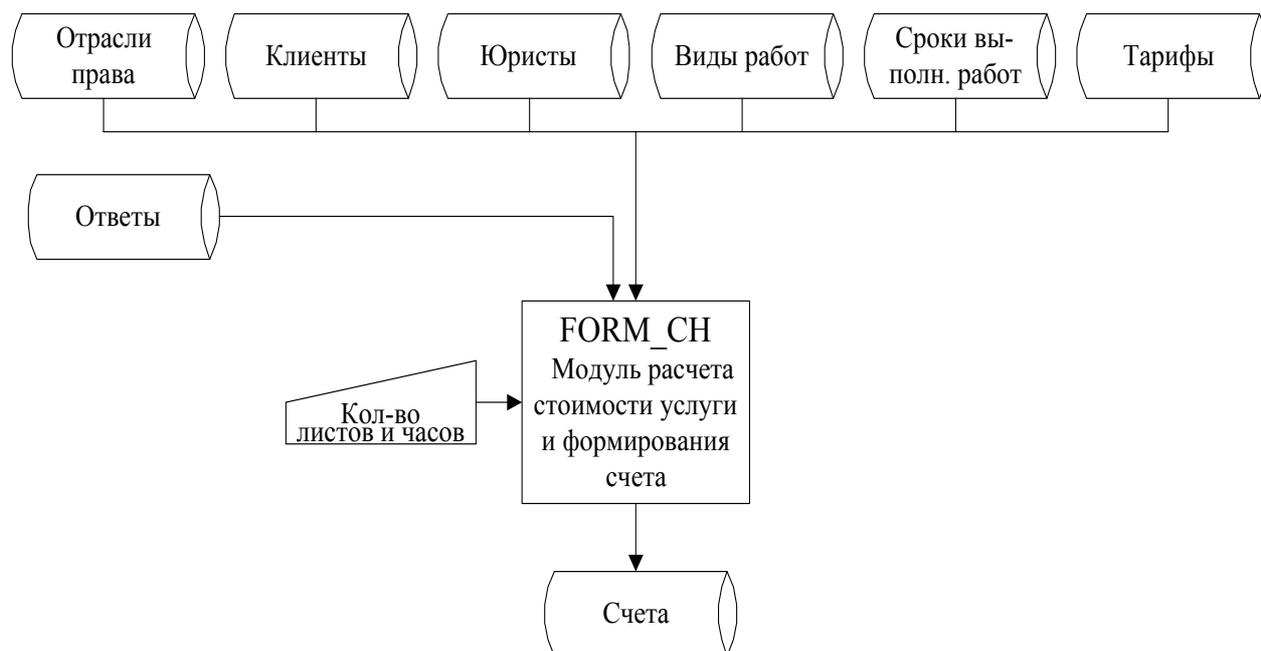 Отрасли
права
Клиенты
Юристы
Виды работ
Сроки вы-
полн. работ
Тарифы
Ответы
FORM_CH
Модуль расчета
стоимости услуги
и формирования
счета
Кол-во
листов и часов
Счета